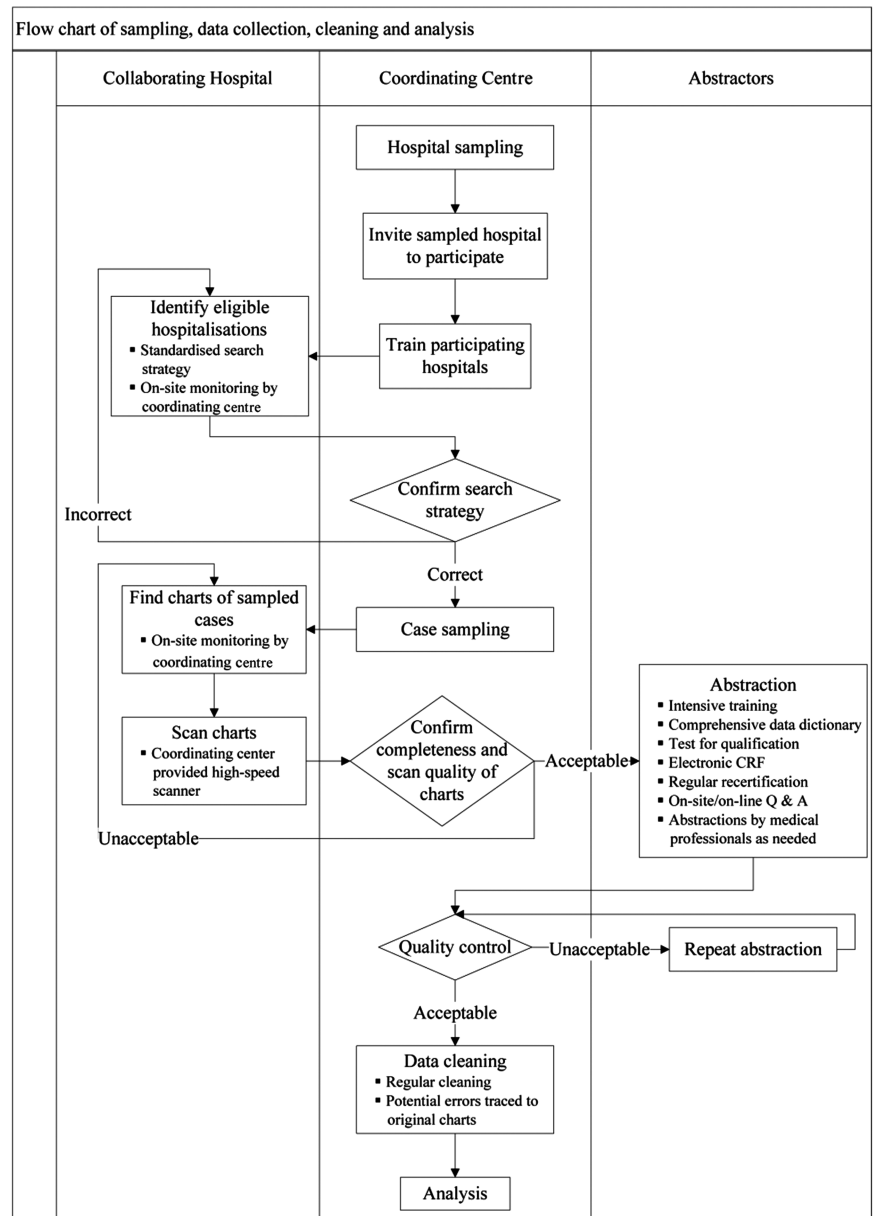 Flow chart of sampling, data collection, cleaning and analysis
Collaborating Hospital
Coordinating Centre
Abstractors
Hospital sampling
Invite sampled hospital
to participate
Train participating
hospitals
Identify eligible
hospitalisations
▪ Standardised search
strategy
▪ On-site monitoring by
coordinating centre
Confirm search
strategy
Incorrect
Correct
Case sampling
Find charts of sampled
cases
▪ On-site monitoring by
coordinating centre
Scan charts
▪ Coordinating center
provided high-speed
scanner
Confirm
completeness and
scan quality of
charts
Acceptable
Unacceptable
Abstraction
▪ Intensive training
▪ Comprehensive data dictionary
▪ Test for qualification
▪ Electronic CRF
▪ Regular recertification
▪ On-site/on-line Q & A
▪ Abstractions by medical
professionals as needed
Quality control
Unacceptable
Repeat abstraction
Acceptable
Data cleaning
▪ Regular cleaning
▪ Potential errors traced to
original charts
Analysis